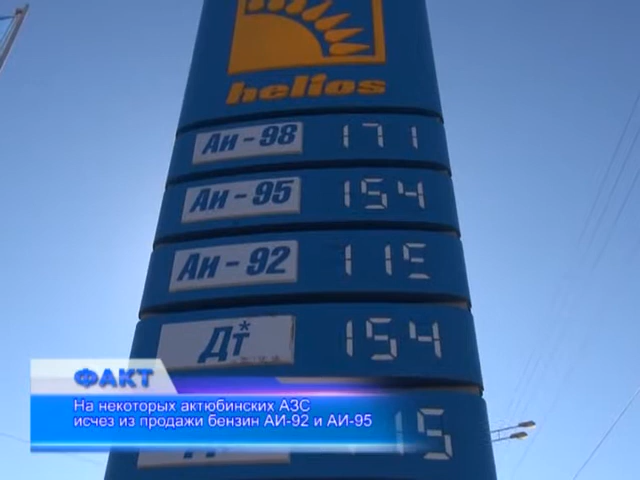 helios
Аи - 98 171
Аи - 95 154
Аи - 92 115
Дт* 154
ФАКТ
На некоторых актюбинских АЗС
исчез из продажи бензин АИ-92 и АИ-95